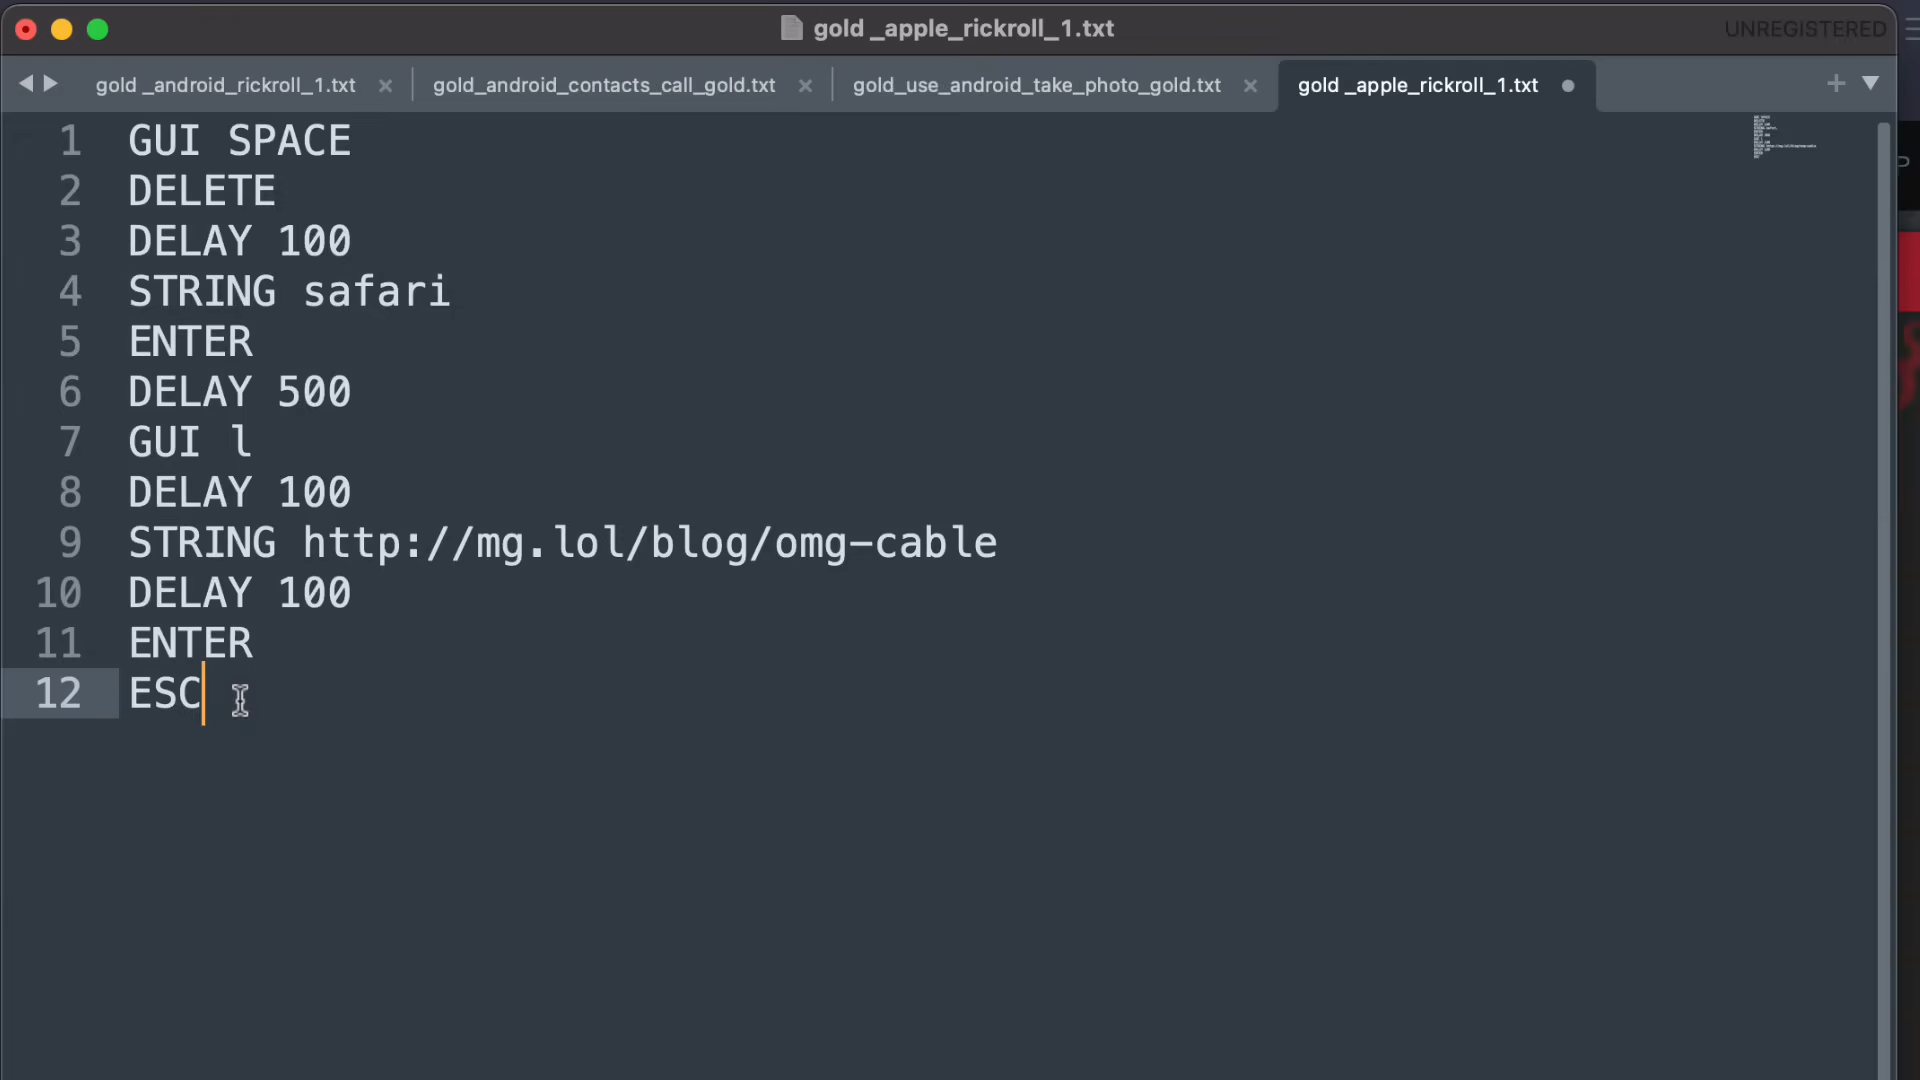 gold _apple_rickroll_1.txt
UNREGISTERED
gold _android_rickroll_1.txt
gold_android_contacts_call_gold.txt
gold_use_android_take_photo_gold.txt
gold _apple_rickroll_1.txt
1 GUI SPACE
2 DELETE
3 DELAY 100
4 STRING safari
5 ENTER
6 DELAY 500
7 GUI l
8 DELAY 100
9 STRING http://mg.lol/blog/omg-cable
10 DELAY 100
11 ENTER
12 ESC